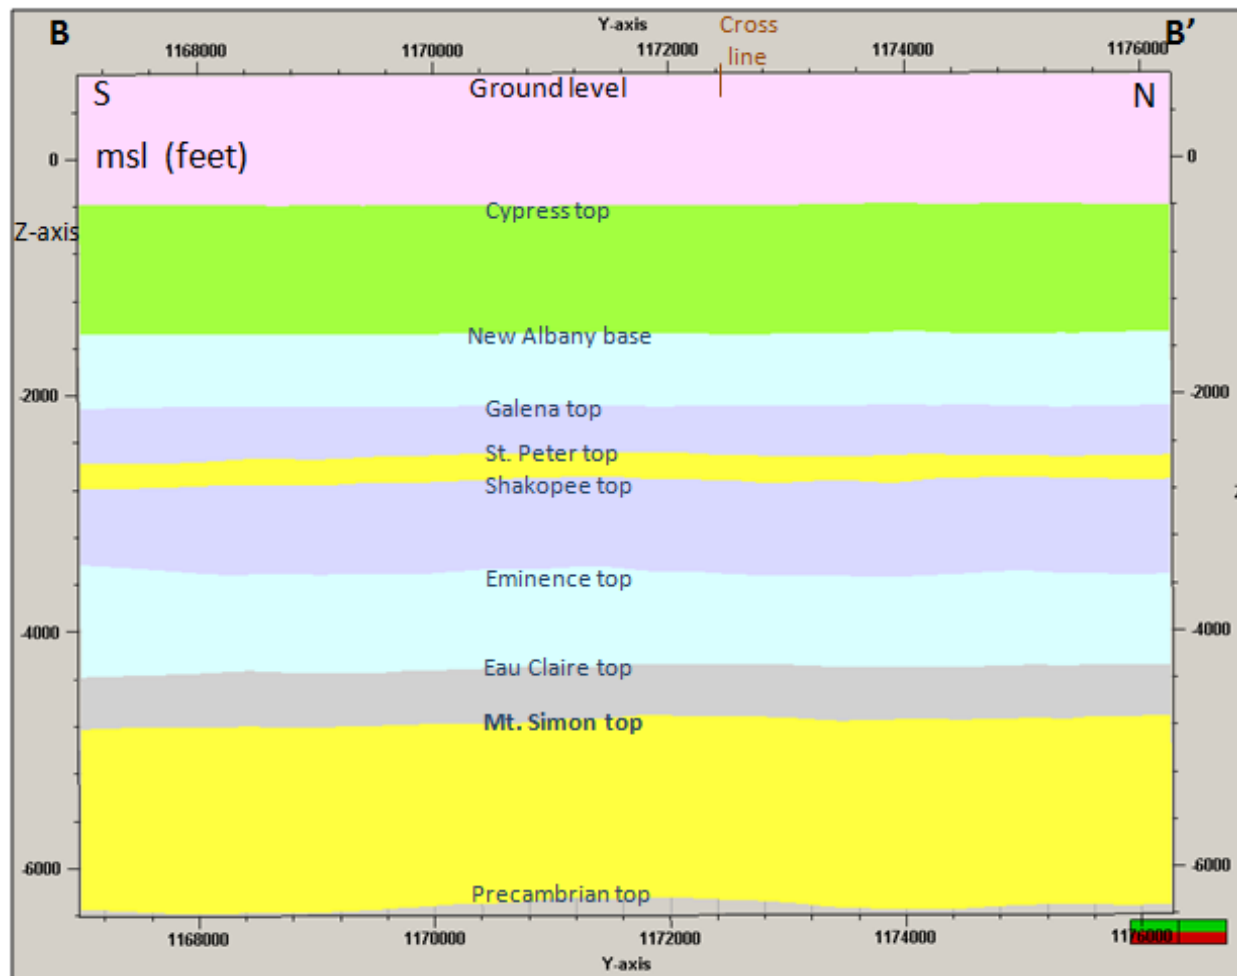 B
Y-axis
Cross
line
B’
1168000
1170000
1172000
1174000
1176000
S
Ground level
N
0
msl (feet)
0
Cypress top
Z-axis
New Albany base
-2000
-2000
Galena top
St. Peter top
Shakopee top
Eminence top
-4000
-4000
Eau Claire top
Mt. Simon top
-6000
-6000
Precambrian top
1168000
1170000
1172000
1174000
1176000
Y-axis